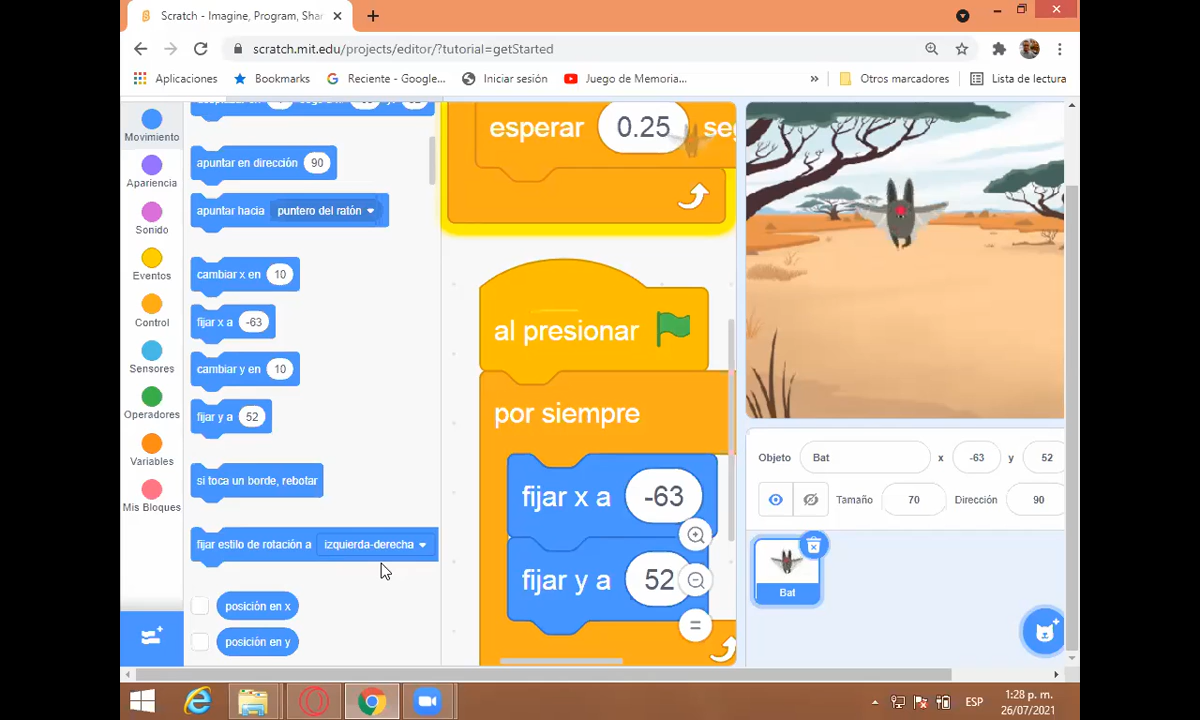 Scratch - Imagine, Program, Shar
scratch.mit.edu/projects/editor/?tutorial=getStarted
Aplicaciones
Bookmarks
Reciente - Google...
Iniciar sesión
Juego de Memoria...
»
Otros marcadores
Lista de lectura
Movimiento
Apariencia
Sonido
Eventos
Control
Sensores
Operadores
Variables
Mis Bloques
apuntar en dirección 90
apuntar hacia puntero del ratón
cambiar x en 10
fijar x a -63
cambiar y en 10
fijar y a 52
si toca un borde, rebotar
fijar estilo de rotación a izquierda-derecha
posición en x
posición en y
esperar 0.25 seg
al presionar
por siempre
fijar x a -63
fijar y a 52
Objeto Bat x -63 y 52
Tamaño 70 Dirección 90
Bat
ESP
1:28 p. m.
26/07/2021